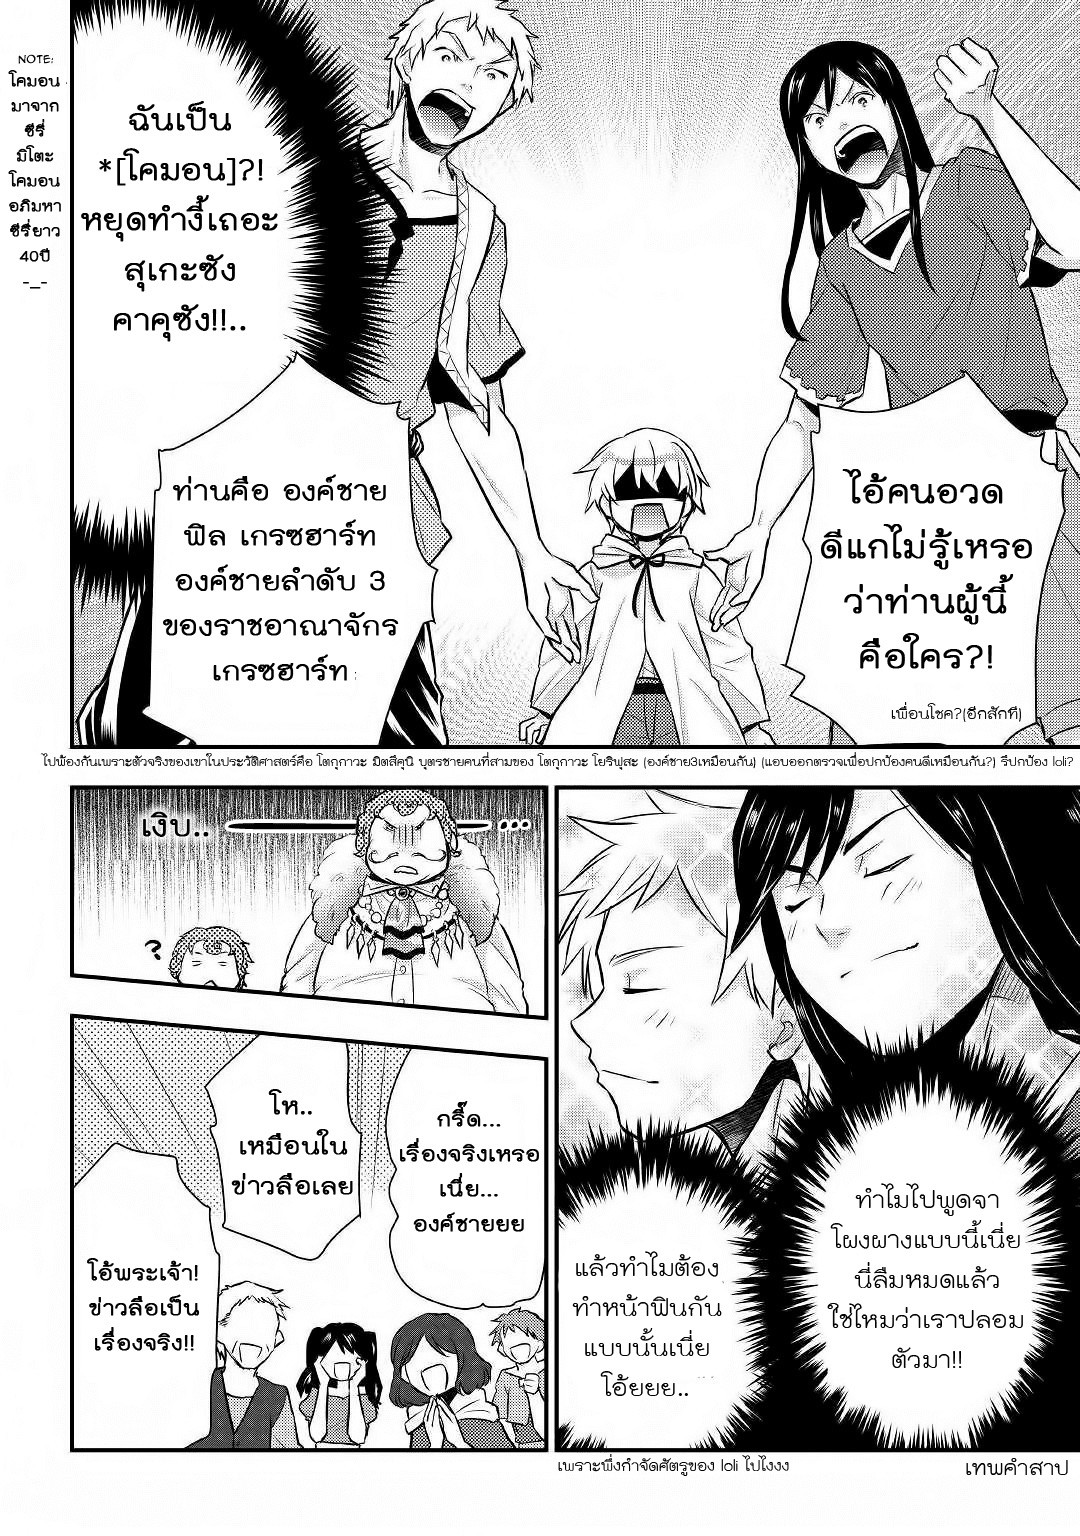 NOTE:
โคมอน
มาจาก
ซีรี่
มิโตะ
โคมอน
อภิมหา
ซีรี่ยาว
40ปี
-_-
ไอ้คนอวด
ดีแกไม่รู้เหรอ
ว่าท่านผู้นี้
คือใคร?!
เพื่อนโชค?(อีกสักที)
ฉันเป็น
*[โคมอน]?!
หยุดทำงี้เถอะ
สุเกะซัง
คาคุซัง!!..
ท่านคือ องค์ชาย
ฟิล เกรซฮาร์ท
องค์ชายลำดับ 3
ของราชอาณาจักร
เกรซฮาร์ท
ไปพ้องกันเพราะตัวจริงของเขาในประวัติศาสตร์คือ โตกุกาวะ มิตสึคุนิ บุตรชายคนที่สามของ โตกุกาวะ โยริฟุสะ (องค์ชาย3เหมือนกัน) (แอบออกตรวจเพื่อปกป้องคนดีเหมือนกัน?) รึปกป้อง loli?
ทำไมไปพูดจา
โผงผางแบบนี้เนี่ย
นี่ลืมหมดแล้ว
ใช่ไหมว่าเราปลอม
ตัวมา!!
แล้วทำไมต้อง
ทำหน้าฟินกัน
แบบนั้นเนี่ย
โอ้ยยย..
เงิบ.. ...
?
กรี๊ด...
เรื่องจริงเหรอ
เนี่ย...
องค์ชายยย
โห..
เหมือนใน
ข่าวลือเลย
โอ้พระเจ้า!
ข่าวลือเป็น
เรื่องจริง!!
เพราะพึ่งกำจัดศัตรูของ loli ไปไงงง
เทพคำสาป